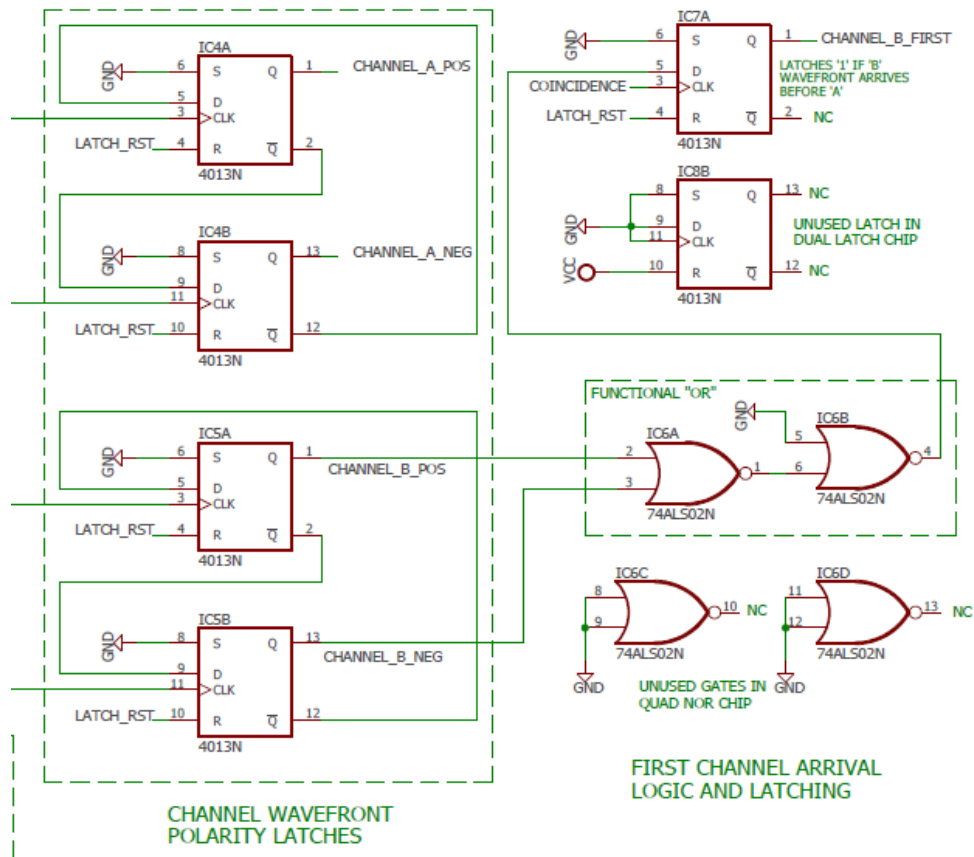 IC4A
GND
6
S
Q
1
CHANNEL_A_POS
5
D
3
CLK
LATCH_RST
4
R
Q
2
4013N
IC4B
GND
8
S
Q
13
CHANNEL_A_NEG
9
D
11
CLK
LATCH_RST
10
R
Q
12
4013N
IC5A
GND
6
S
Q
1
CHANNEL_B_POS
5
D
3
CLK
LATCH_RST
4
R
Q
2
4013N
IC5B
GND
8
S
Q
13
CHANNEL_B_NEG
9
D
11
CLK
LATCH_RST
10
R
Q
12
4013N
CHANNEL WAVEFRONT
POLARITY LATCHES
IC7A
GND
6
S
Q
1
CHANNEL_B_FIRST
5
D
COINCIDENCE
3
CLK
LATCHES '1' IF 'B'
WAVEFRONT ARRIVES
BEFORE 'A'
LATCH_RST
4
R
Q
2
NC
4013N
IC8B
8
S
Q
13
NC
GND
9
D
11
CLK
UNUSED LATCH IN
DUAL LATCH CHIP
VCC
10
R
Q
12
NC
4013N
FUNCTIONAL "OR"
IC6A
2
3
1
74ALS02N
GND
IC6B
5
6
4
74ALS02N
IC6C
8
9
10
NC
74ALS02N
GND
IC6D
11
12
13
NC
74ALS02N
GND
UNUSED GATES IN
QUAD NOR CHIP
FIRST CHANNEL ARRIVAL
LOGIC AND LATCHING